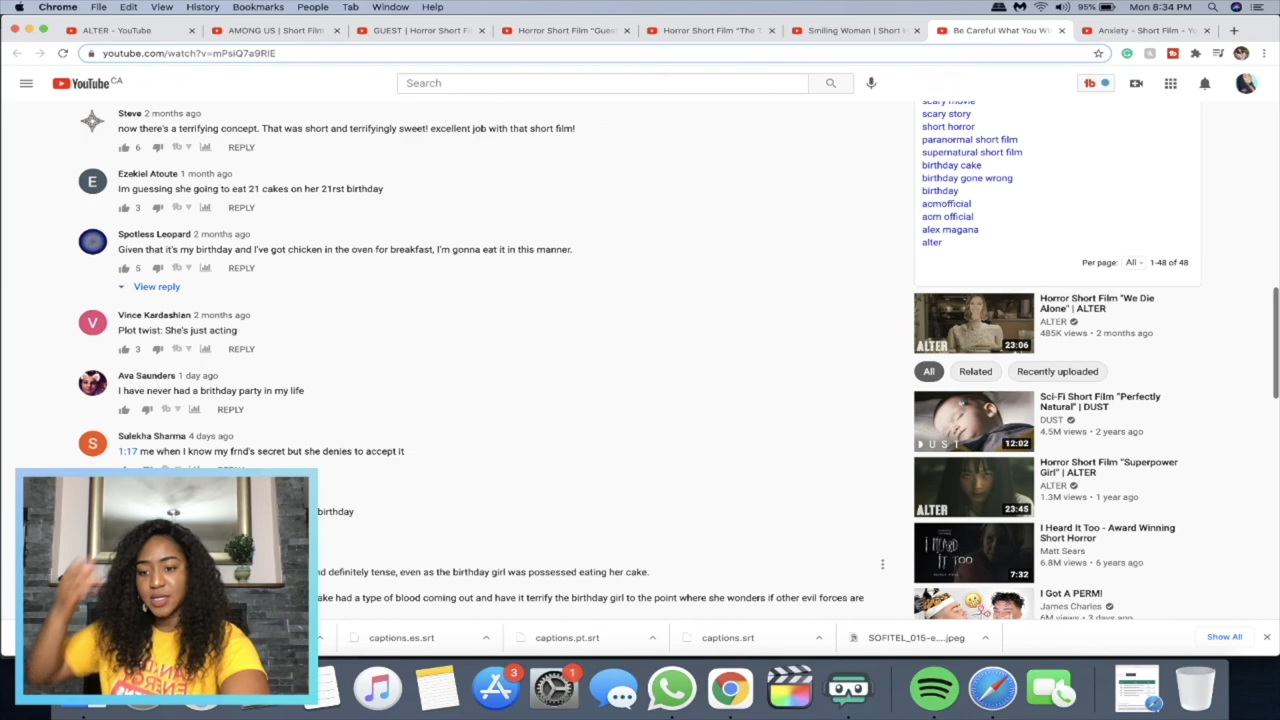 Chrome File Edit View History Bookmarks People Tab Window Help 95% Mon 8:34 PM
ALTER - YouTube
AMONG US | Short Film
GUEST | Horror Short Fi
Horror Short Film "Gues
Horror Short Film "The T
Smiling Woman | Short H
Be Careful What You Wi
Anxiety - Short Film - Yo
youtube.com/watch?v=mPsiQ7a9RIE
YouTube CA
Search
Steve 2 months ago
now there's a terrifying concept. That was short and terrifyingly sweet! excellent job with that short film!
6 REPLY
Ezekiel Atoute 1 month ago
Im guessing she going to eat 21 cakes on her 21rst birthday
3 REPLY
Spotless Leopard 2 months ago
Given that it's my birthday and I've got chicken in the oven for breakfast, I'm gonna eat it in this manner.
5 REPLY
View reply
Vince Kardashian 2 months ago
Plot twist: She's just acting
3 REPLY
Ava Saunders 1 day ago
I have never had a brithday party in my life
REPLY
Sulekha Sharma 4 days ago
1:17 me when I know my frnd's secret but she denies to accept it
birthday
nd definitely tense, even as the birthday girl was possessed eating her cake.
ake had a type of blood coming out and have it terrify the birthday girl to the point where she wonders if other evil forces are
scary movie
scary story
short horror
paranormal short film
supernatural short film
birthday cake
birthday gone wrong
birthday
acmofficial
acm official
alex magana
alter
Per page: All 1-48 of 48
Horror Short Film "We Die
Alone" | ALTER
ALTER
485K views • 2 months ago
ALTER
23:06
All Related Recently uploaded
Sci-Fi Short Film "Perfectly
Natural" | DUST
DUST
4.5M views • 2 years ago
DUST
12:02
Horror Short Film "Superpower
Girl" | ALTER
ALTER
1.3M views • 1 year ago
ALTER
23:45
I Heard It Too - Award Winning
Short Horror
Matt Sears
6.8M views • 6 years ago
I HEARD
IT TOO
7:32
I Got A PERM!
James Charles
6M views • 3 days ago
captions.es.srt
captions.pt.srt
captions.srt
SOFITEL_015-e....jpeg
Show All
3
1